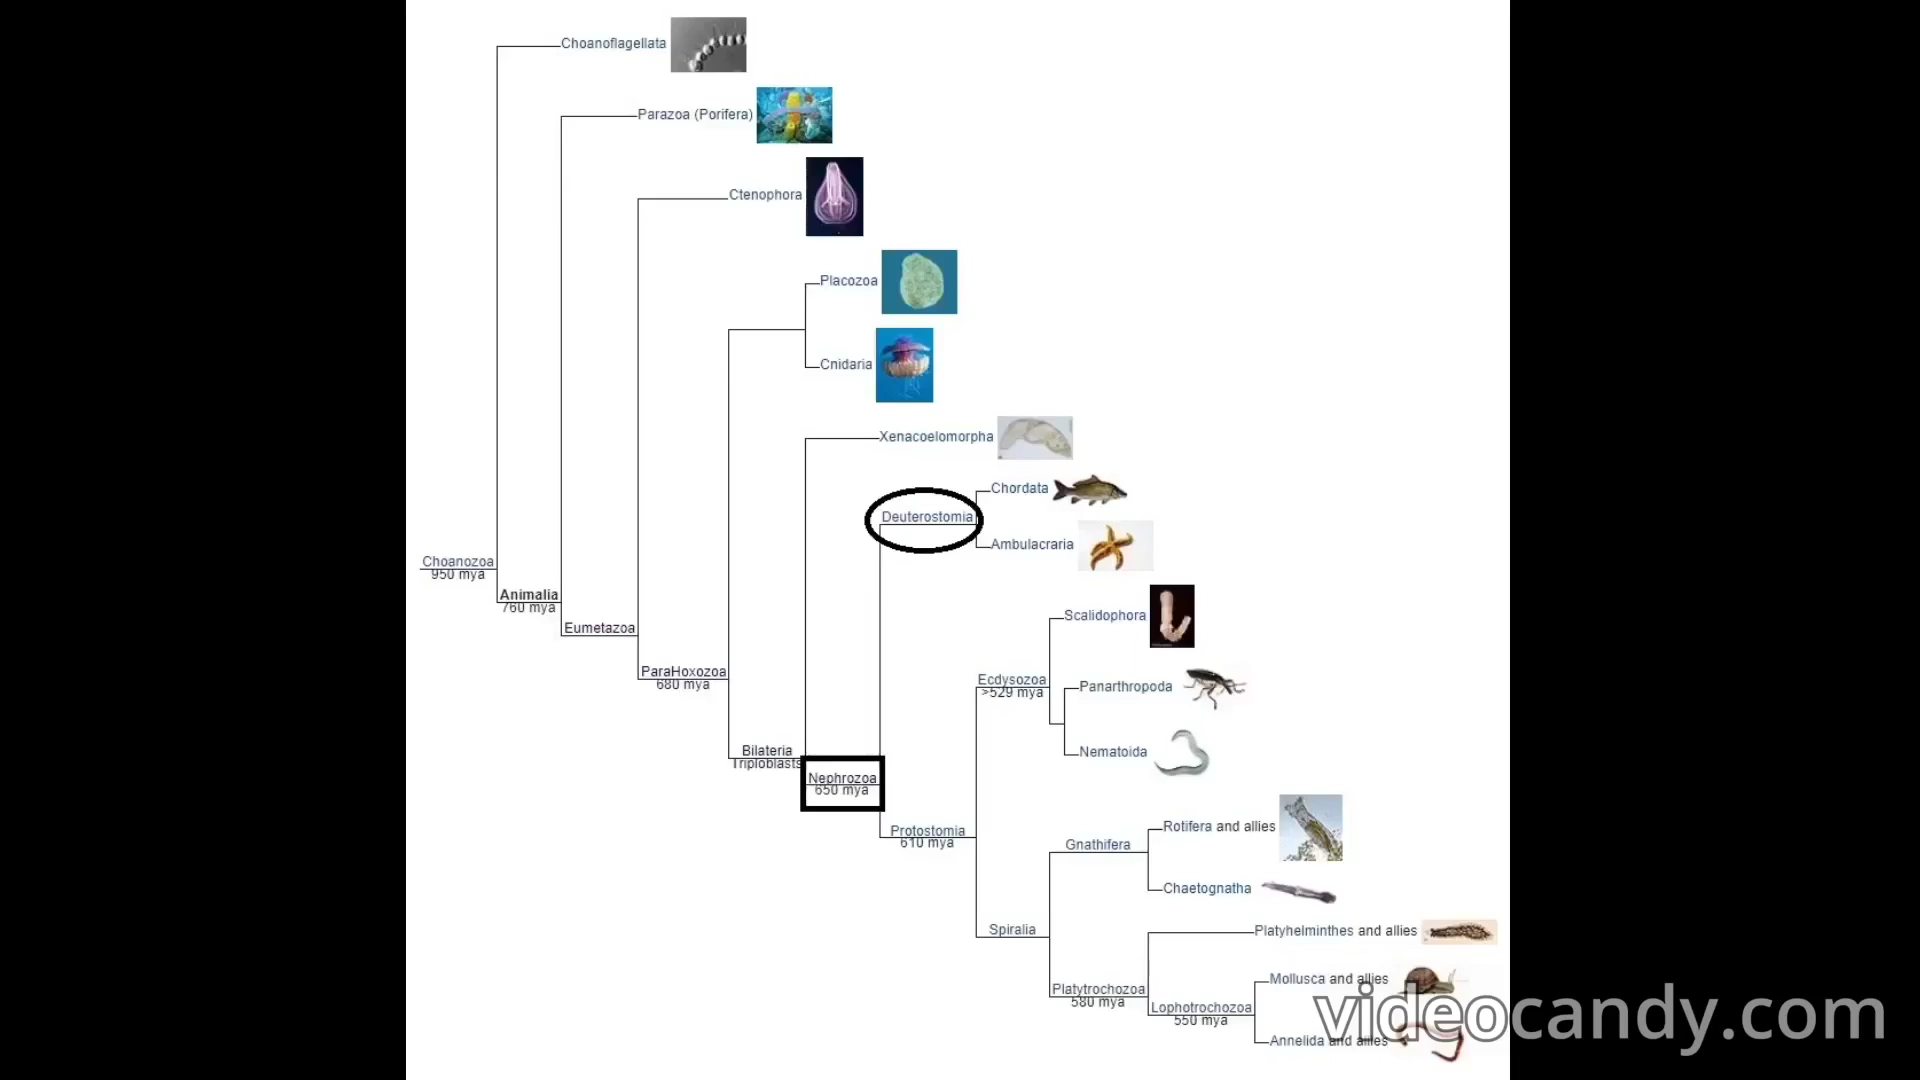 Choanoflagellata
Parazoa (Porifera)
Ctenophora
Placozoa
Cnidaria
Xenacoelomorpha
Chordata
Deuterostomia
Ambulacraria
Choanozoa
950 mya
Animalia
760 mya
Scalidophora
Eumetazoa
ParaHoxozoa
680 mya
Ecdysozoa
>529 mya
Panarthropoda
Nematoida
Bilateria
Triploblasts
Nephrozoa
650 mya
Protostomia
610 mya
Rotifera and allies
Gnathifera
Chaetognatha
Spiralia
Platyhelminthes and allies
Mollusca and allies
Platytrochozoa
580 mya
Lophotrochozoa
550 mya
Annelida and allies
videocandy.com